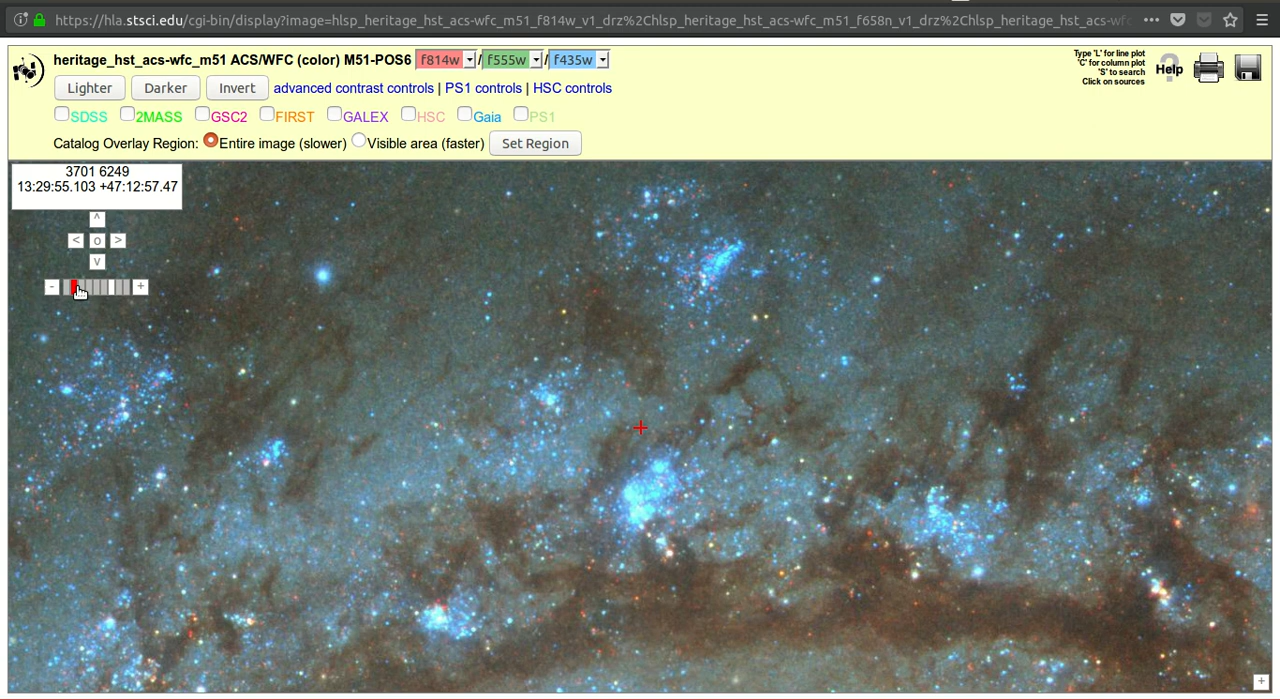 https://hla.stsci.edu/cgi-bin/display?image=hlsp_heritage_hst_acs-wfc_m51_f814w_v1_drz%2Chlsp_heritage_hst_acs-wfc_m51_f658n_v1_drz%2Chlsp_heritage_hst_acs-wfc
heritage_hst_acs-wfc_m51 ACS/WFC (color) M51-POS6 f814w / f555w / f435w
Type 'L' for line plot
'C' for column plot
'S' to search
Click on sources
Help
Lighter Darker Invert advanced contrast controls | PS1 controls | HSC controls
SDSS 2MASS GSC2 FIRST GALEX HSC Gaia PS1
Catalog Overlay Region: Entire image (slower) Visible area (faster) Set Region
3701 6249
13:29:55.103 +47:12:57.47
^
< o >
v
- +
+